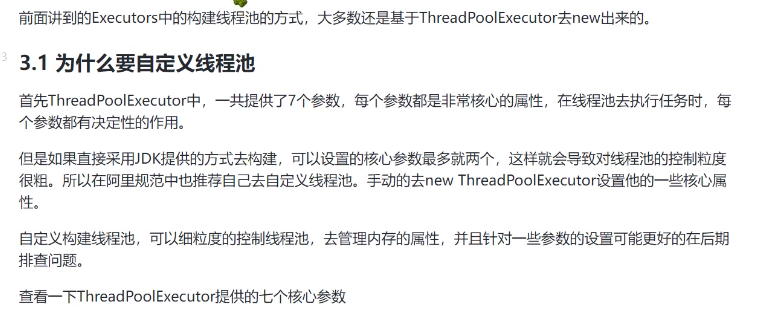 前面讲到的Executors中的构建线程池的方式，大多数还是基于ThreadPoolExecutor去new出来的。
3
3.1 为什么要自定义线程池
首先ThreadPoolExecutor中，一共提供了7个参数，每个参数都是非常核心的属性，在线程池去执行任务时，每
个参数都有决定性的作用。
但是如果直接采用JDK提供的方式去构建，可以设置的核心参数最多就两个，这样就会导致对线程池的控制粒度
很粗。所以在阿里规范中也推荐自己去自定义线程池。手动的去new ThreadPoolExecutor设置他的一些核心属
性。
自定义构建线程池，可以细粒度的控制线程池，去管理内存的属性，并且针对一些参数的设置可能更好的在后期
排查问题。
查看一下ThreadPoolExecutor提供的七个核心参数